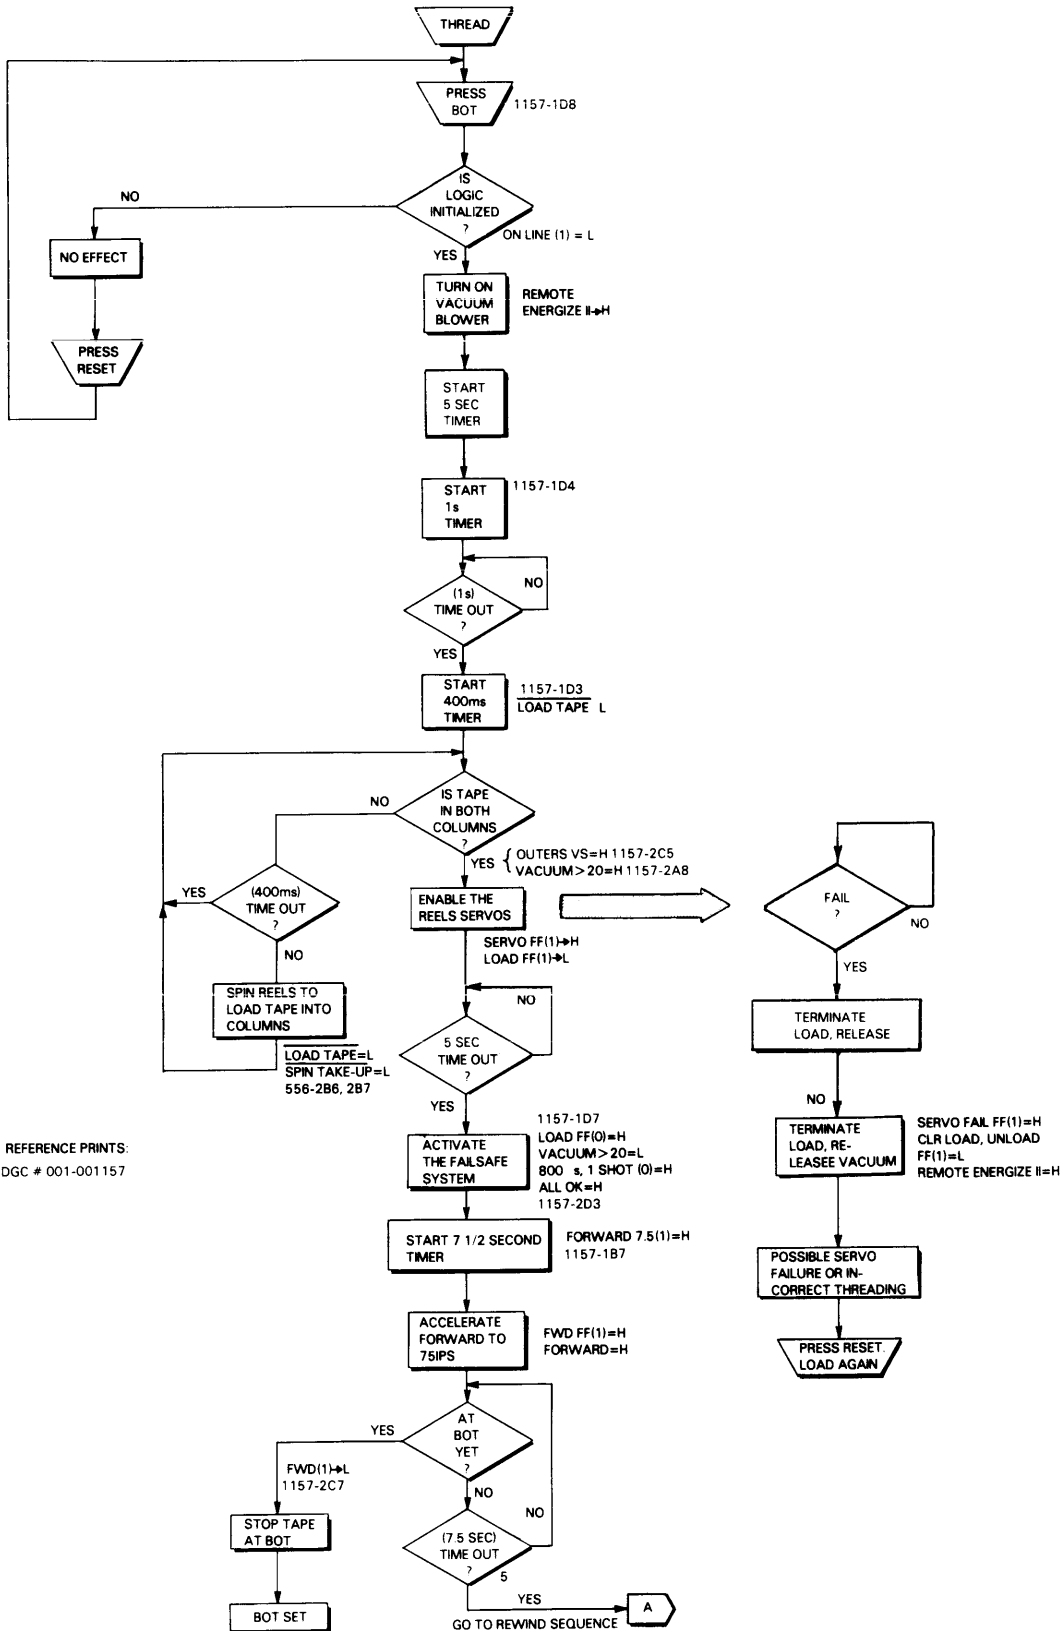 THREAD
PRESS
BOT
1157-1D8
IS
LOGIC
INITIALIZED
?
ON LINE (1) = L
NO
NO EFFECT
PRESS
RESET
YES
TURN ON
VACUUM
BLOWER
REMOTE
ENERGIZE II→H
START
5 SEC
TIMER
START
1s
TIMER
1157-1D4
(1s)
TIME OUT
?
NO
YES
START
400ms
TIMER
1157-1D3
LOAD TAPE L
IS TAPE
IN BOTH
COLUMNS
?
NO
YES { OUTERS VS=H 1157-2C5
VACUUM>20=H 1157-2A8
(400ms)
TIME OUT
?
YES
NO
SPIN REELS TO
LOAD TAPE INTO
COLUMNS
LOAD TAPE=L
SPIN TAKE-UP=L
556-2B6, 2B7
ENABLE THE
REELS SERVOS
SERVO FF(1)→H
LOAD FF(1)→L
FAIL
?
NO
YES
TERMINATE
LOAD, RELEASE
NO
TERMINATE
LOAD, RE-
LEASEE VACUUM
SERVO FAIL FF(1)=H
CLR LOAD, UNLOAD
FF(1)=L
REMOTE ENERGIZE II=H
POSSIBLE SERVO
FAILURE OR IN-
CORRECT THREADING
PRESS RESET.
LOAD AGAIN
5 SEC
TIME OUT
?
NO
YES
ACTIVATE
THE FAILSAFE
SYSTEM
1157-1D7
LOAD FF(0)=H
VACUUM>20=L
800 s, 1 SHOT (0)=H
ALL OK=H
1157-2D3
REFERENCE PRINTS:
DGC # 001-001157
START 7 1/2 SECOND
TIMER
FORWARD 7.5(1)=H
1157-1B7
ACCELERATE
FORWARD TO
75IPS
FWD FF(1)=H
FORWARD=H
AT
BOT
YET
?
YES
FWD(1)→L
1157-2C7
STOP TAPE
AT BOT
BOT SET
NO
(7.5 SEC)
TIME OUT
?
5
NO
YES
GO TO REWIND SEQUENCE
A